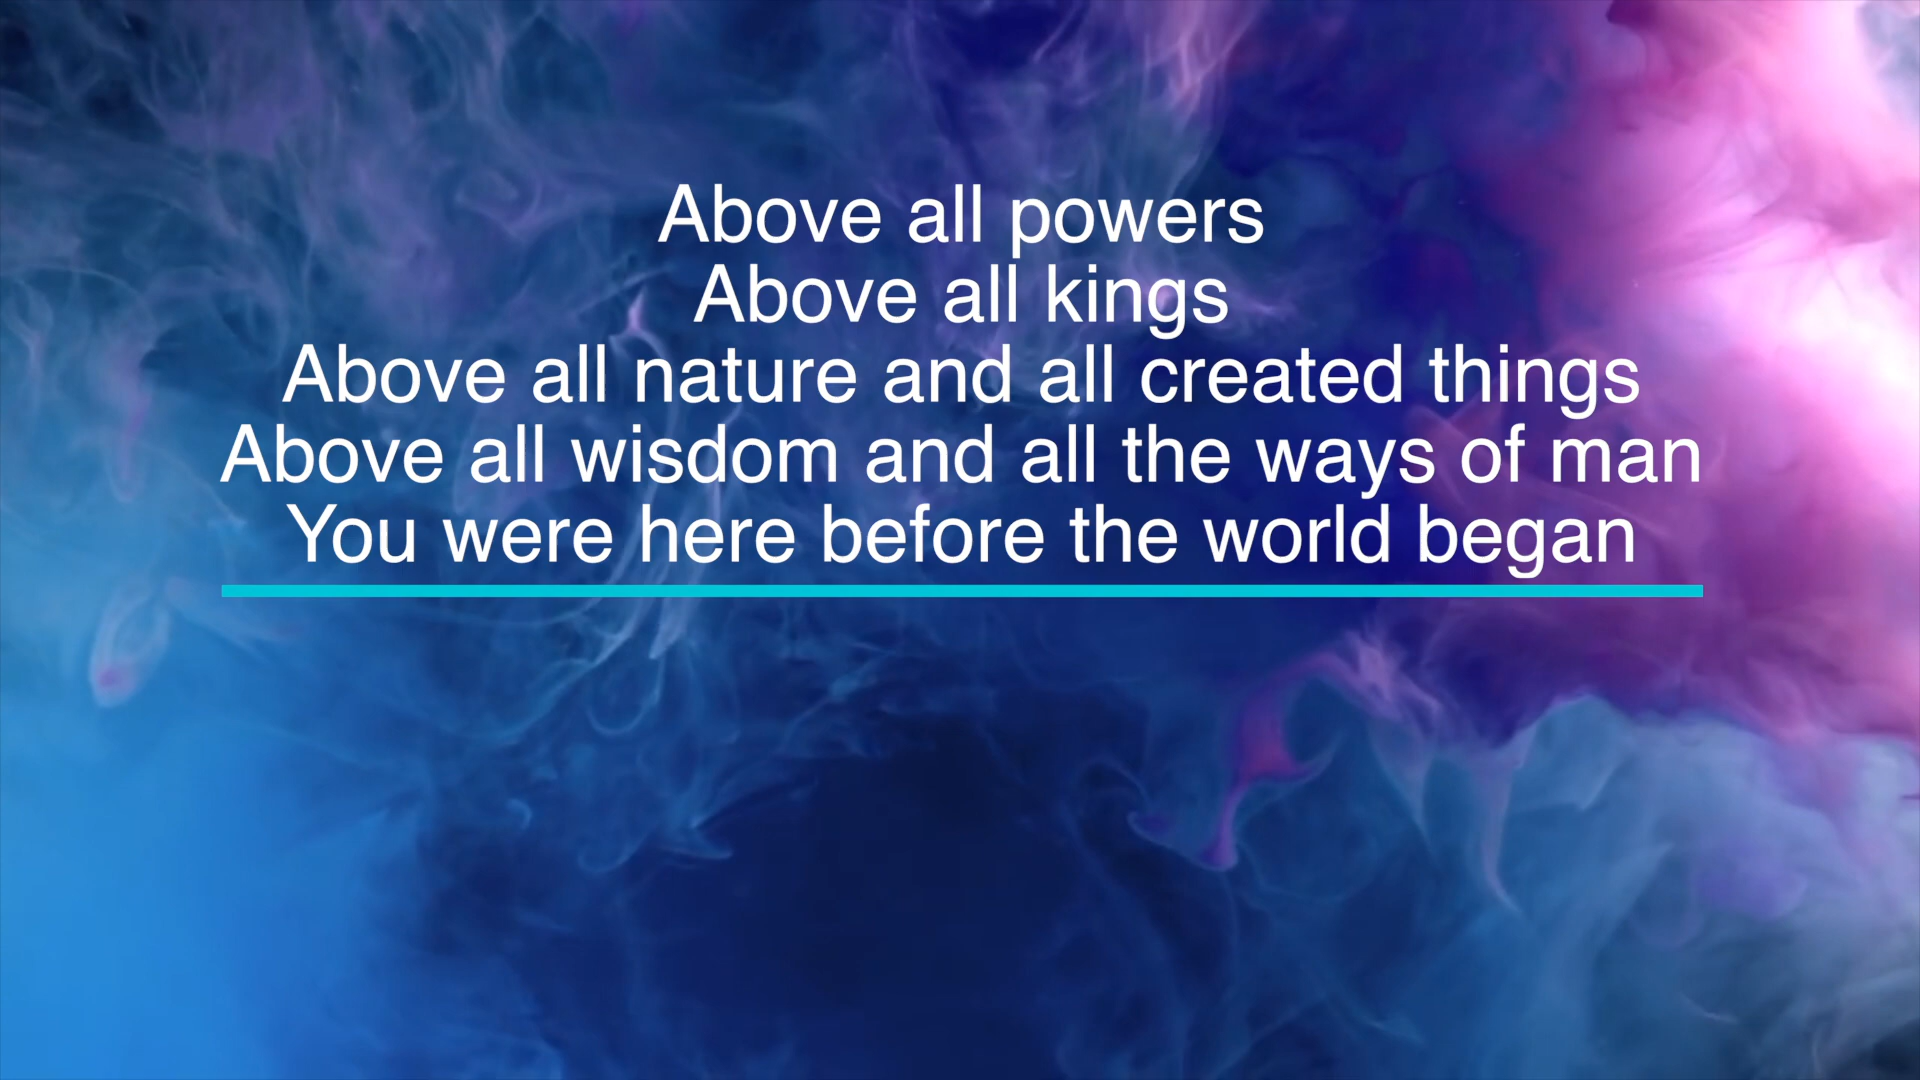 Above all powers
Above all kings
Above all nature and all created things
Above all wisdom and all the ways of man
You were here before the world began